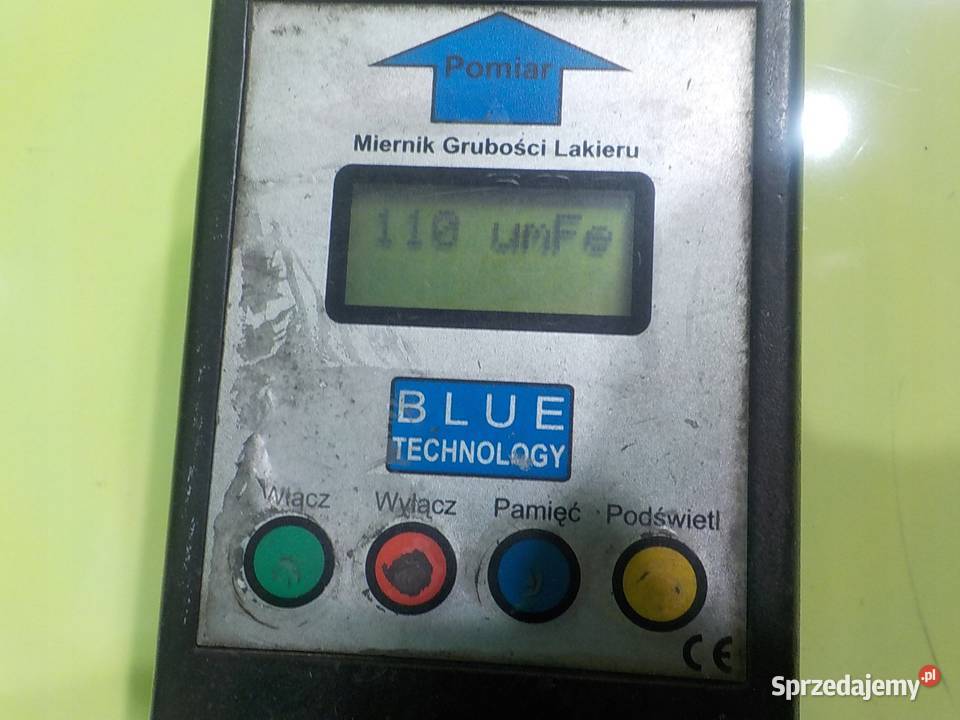 Pomiar
Miernik Grubości Lakieru
110 umFe
BLUE
TECHNOLOGY
Włącz Wyłącz Pamięć Podświetl
CE
Sprzedajemy.pl